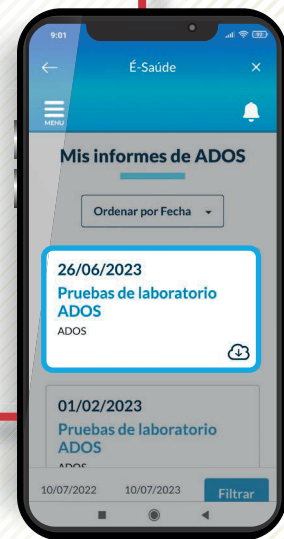 9:01
É-Saúde
MENU
Mis informes de ADOS
Ordenar por Fecha
26/06/2023
Pruebas de laboratorio
ADOS
ADOS
01/02/2023
Pruebas de laboratorio
ADOS
ADOS
10/07/2022 10/07/2023 Filtrar